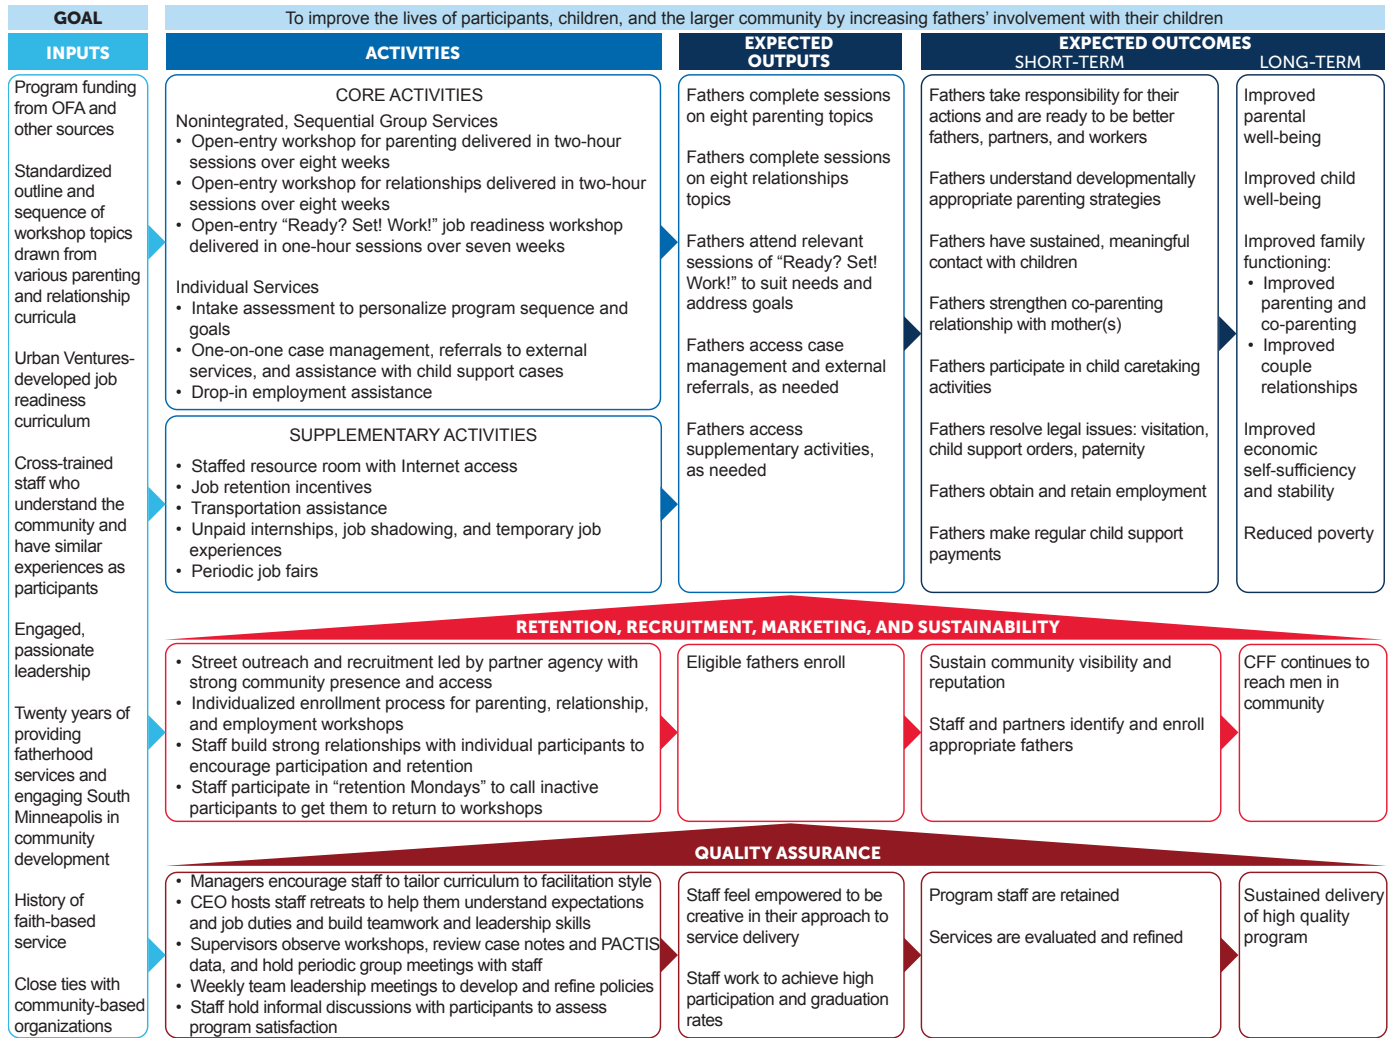 GOAL
To improve the lives of participants, children, and the larger community by increasing fathers' involvement with their children
INPUTS
ACTIVITIES
EXPECTED
OUTPUTS
EXPECTED OUTCOMES
SHORT-TERM
LONG-TERM
Program funding
from OFA and
other sources
Standardized
outline and
sequence of
workshop topics
drawn from
various parenting
and relationship
curricula
Urban Ventures-
developed job
readiness
curriculum
Cross-trained
staff who
understand the
community and
have similar
experiences as
participants
Engaged,
passionate
leadership
Twenty years of
providing
fatherhood
services and
engaging South
Minneapolis in
community
development
History of
faith-based
service
Close ties with
community-based
organizations
CORE ACTIVITIES
Nonintegrated, Sequential Group Services
• Open-entry workshop for parenting delivered in two-hour
sessions over eight weeks
• Open-entry workshop for relationships delivered in two-hour
sessions over eight weeks
• Open-entry “Ready? Set! Work!” job readiness workshop
delivered in one-hour sessions over seven weeks
Individual Services
• Intake assessment to personalize program sequence and
goals
• One-on-one case management, referrals to external
services, and assistance with child support cases
• Drop-in employment assistance
SUPPLEMENTARY ACTIVITIES
• Staffed resource room with Internet access
• Job retention incentives
• Transportation assistance
• Unpaid internships, job shadowing, and temporary job
experiences
• Periodic job fairs
Fathers complete sessions
on eight parenting topics
Fathers complete sessions
on eight relationships
topics
Fathers attend relevant
sessions of “Ready? Set!
Work!” to suit needs and
address goals
Fathers access case
management and external
referrals, as needed
Fathers access
supplementary activities,
as needed
Fathers take responsibility for their
actions and are ready to be better
fathers, partners, and workers
Fathers understand developmentally
appropriate parenting strategies
Fathers have sustained, meaningful
contact with children
Fathers strengthen co-parenting
relationship with mother(s)
Fathers participate in child caretaking
activities
Fathers resolve legal issues: visitation,
child support orders, paternity
Fathers obtain and retain employment
Fathers make regular child support
payments
Improved
parental
well-being
Improved child
well-being
Improved family
functioning:
• Improved
parenting and
co-parenting
• Improved
couple
relationships
Improved
economic
self-sufficiency
and stability
Reduced poverty
RETENTION, RECRUITMENT, MARKETING, AND SUSTAINABILITY
• Street outreach and recruitment led by partner agency with
strong community presence and access
• Individualized enrollment process for parenting, relationship,
and employment workshops
• Staff build strong relationships with individual participants to
encourage participation and retention
• Staff participate in “retention Mondays” to call inactive
participants to get them to return to workshops
Eligible fathers enroll
Sustain community visibility and
reputation
Staff and partners identify and enroll
appropriate fathers
CFF continues to
reach men in
community
QUALITY ASSURANCE
• Managers encourage staff to tailor curriculum to facilitation style
• CEO hosts staff retreats to help them understand expectations
and job duties and build teamwork and leadership skills
• Supervisors observe workshops, review case notes and PACTIS
data, and hold periodic group meetings with staff
• Weekly team leadership meetings to develop and refine policies
• Staff hold informal discussions with participants to assess
program satisfaction
Staff feel empowered to be
creative in their approach to
service delivery
Staff work to achieve high
participation and graduation
rates
Program staff are retained
Services are evaluated and refined
Sustained delivery
of high quality
program